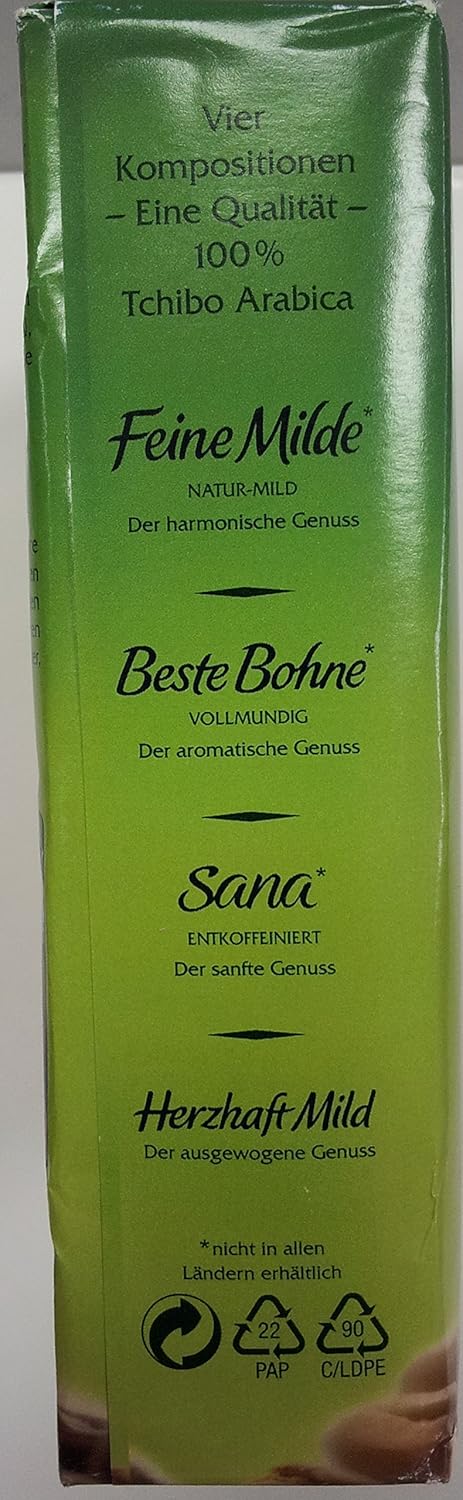 Vier
Kompositionen
– Eine Qualität –
100%
Tchibo Arabica
Feine Milde*
NATUR-MILD
Der harmonische Genuss
Beste Bohne*
VOLLMUNDIG
Der aromatische Genuss
Sana*
ENTKOFFEINIERT
Der sanfte Genuss
Herzhaft Mild
Der ausgewogene Genuss
*nicht in allen
Ländern erhältlich
22
PAP
90
C/LDPE